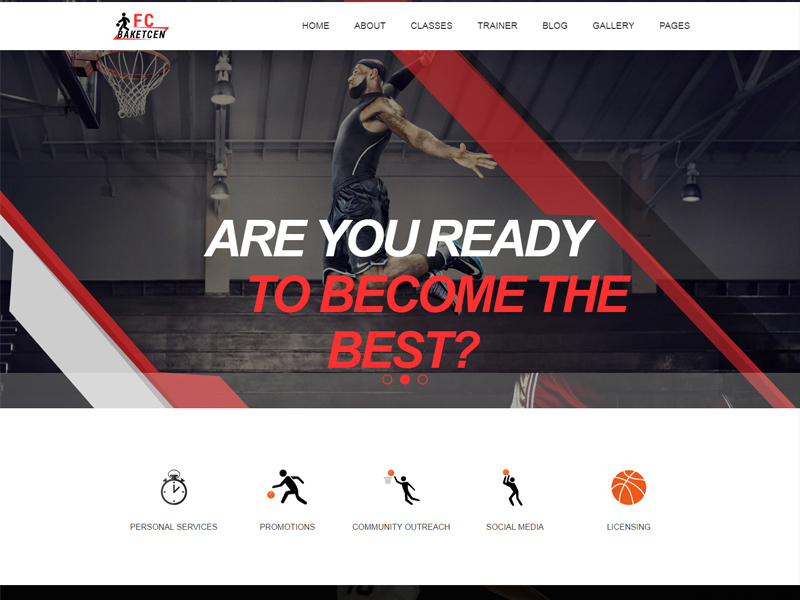 FC
BAKETCEN
HOME ABOUT CLASSES TRAINER BLOG GALLERY PAGES
ARE YOU READY
TO BECOME THE
BEST?
PERSONAL SERVICES PROMOTIONS COMMUNITY OUTREACH SOCIAL MEDIA LICENSING